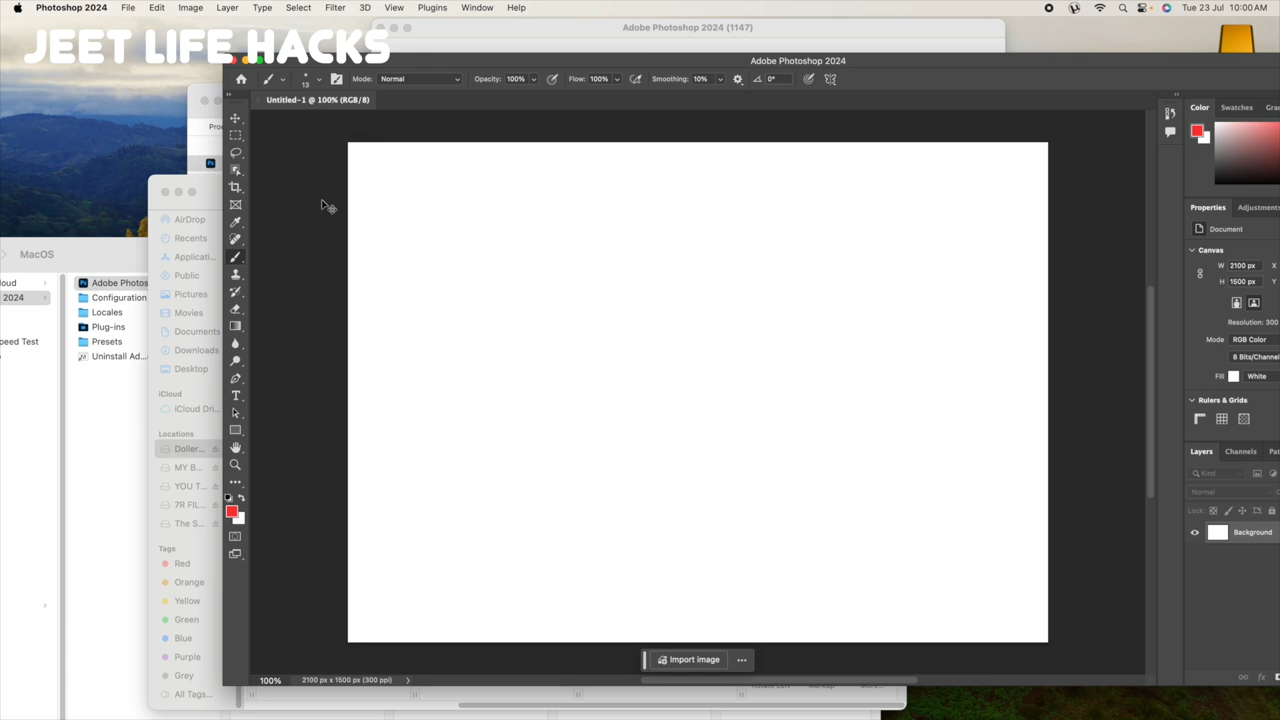 Photoshop 2024 File Edit Image Layer Type Select Filter 3D View Plugins Window Help
Tue 23 Jul 10:00 AM
Adobe Photoshop 2024 (1147)
JEET LIFE HACKS
Adobe Photoshop 2024
13
Mode: Normal
Opacity: 100%
Flow: 100%
Smoothing: 10%
0°
Untitled-1 @ 100% (RGB/8)
Color Swatches Gra
Proc
Properties Adjustments
Document
Canvas
W 2100 px X
H 1500 px Y
Resolution: 300
Mode RGB Color
8 Bits/Channel
Fill White
Rulers & Grids
Layers Channels Pat
Kind
Normal
Lock:
Background
MacOS
loud
2024
peed Test
Adobe Photos
Configuration
Locales
Plug-ins
Presets
Uninstall Ad...
AirDrop
Recents
Applicati...
Public
Pictures
Movies
Documents
Downloads
Desktop
iCloud
iCloud Dri...
Locations
Doller...
MY B...
YOU T...
7R FIL...
The S...
Tags
Red
Orange
Yellow
Green
Blue
Purple
Grey
All Tags...
Import image
100%
2100 px x 1500 px (300 ppi)